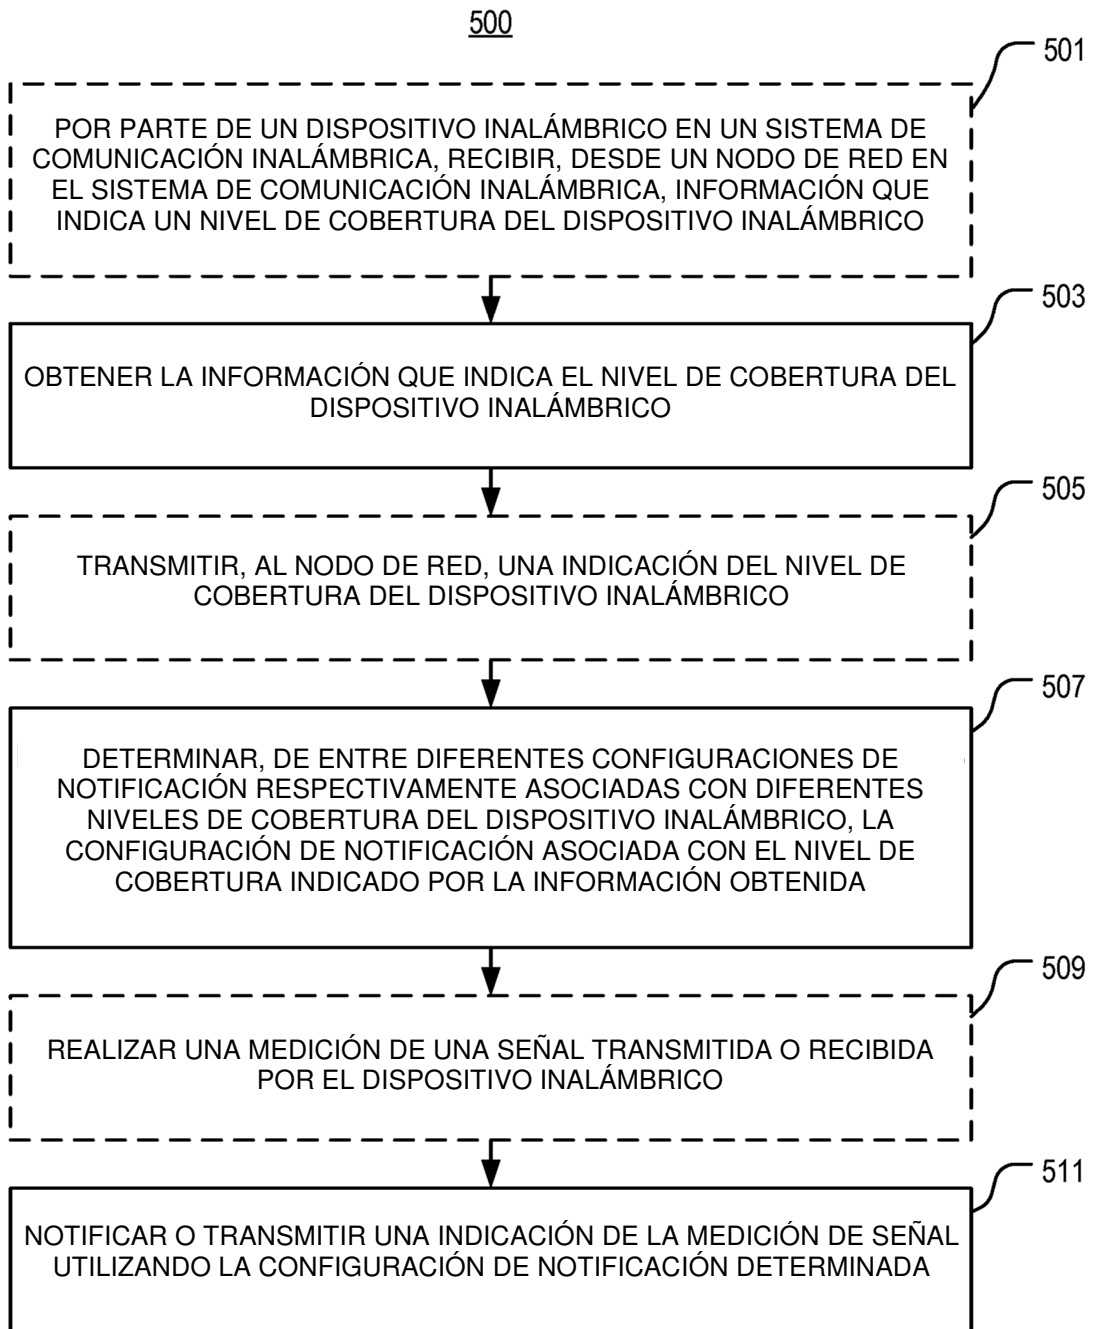 500
501
POR PARTE DE UN DISPOSITIVO INALÁMBRICO EN UN SISTEMA DE
COMUNICACIÓN INALÁMBRICA, RECIBIR, DESDE UN NODO DE RED EN
EL SISTEMA DE COMUNICACIÓN INALÁMBRICA, INFORMACIÓN QUE
INDICA UN NIVEL DE COBERTURA DEL DISPOSITIVO INALÁMBRICO
503
OBTENER LA INFORMACIÓN QUE INDICA EL NIVEL DE COBERTURA DEL
DISPOSITIVO INALÁMBRICO
505
TRANSMITIR, AL NODO DE RED, UNA INDICACIÓN DEL NIVEL DE
COBERTURA DEL DISPOSITIVO INALÁMBRICO
507
DETERMINAR, DE ENTRE DIFERENTES CONFIGURACIONES DE
NOTIFICACIÓN RESPECTIVAMENTE ASOCIADAS CON DIFERENTES
NIVELES DE COBERTURA DEL DISPOSITIVO INALÁMBRICO, LA
CONFIGURACIÓN DE NOTIFICACIÓN ASOCIADA CON EL NIVEL DE
COBERTURA INDICADO POR LA INFORMACIÓN OBTENIDA
509
REALIZAR UNA MEDICIÓN DE UNA SEÑAL TRANSMITIDA O RECIBIDA
POR EL DISPOSITIVO INALÁMBRICO
511
NOTIFICAR O TRANSMITIR UNA INDICACIÓN DE LA MEDICIÓN DE SEÑAL
UTILIZANDO LA CONFIGURACIÓN DE NOTIFICACIÓN DETERMINADA